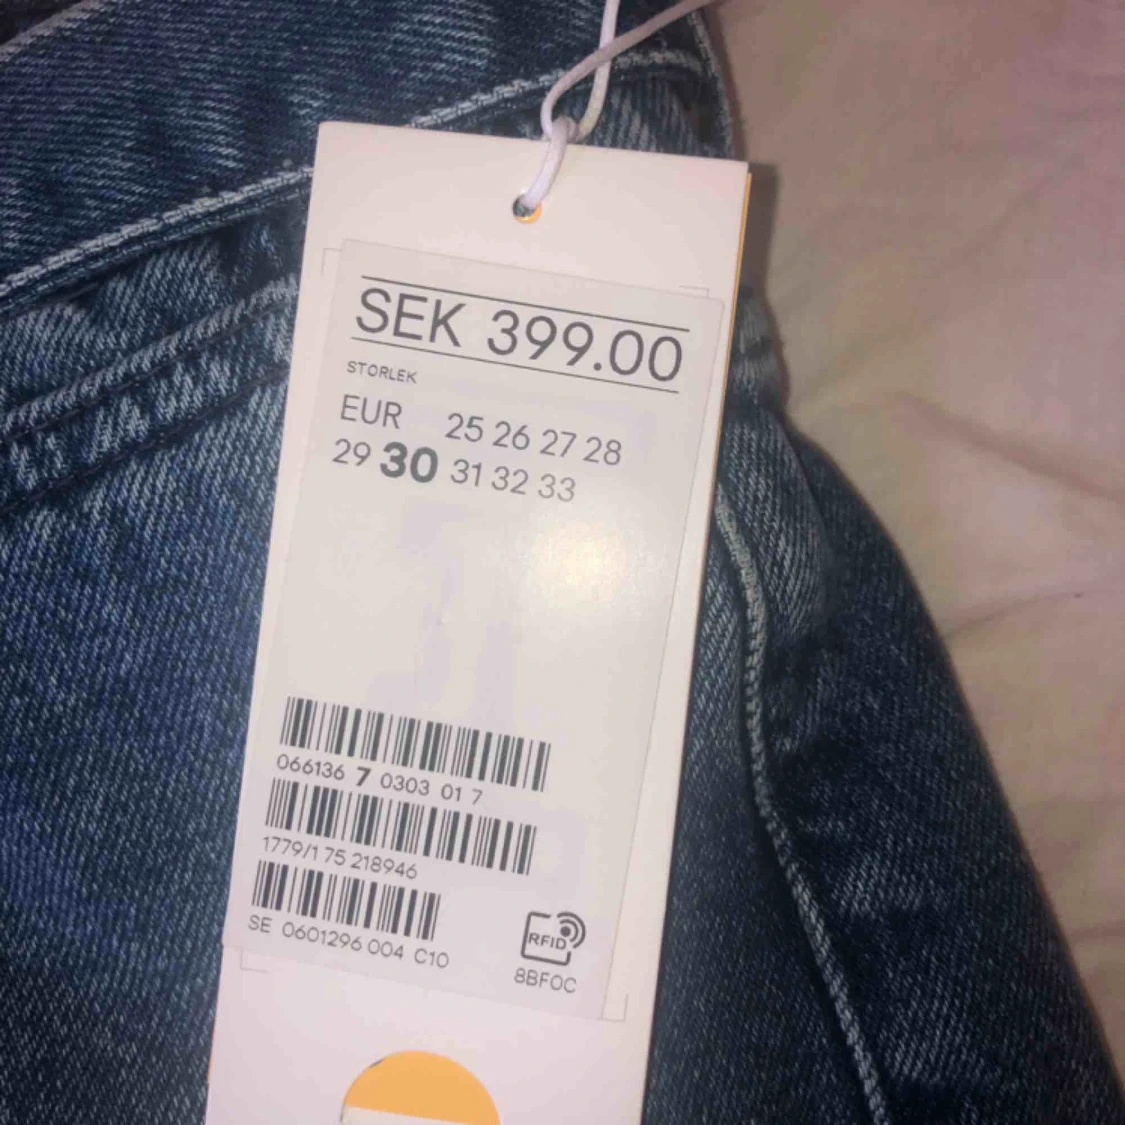 SEK 399.00
STORLEK
EUR 25 26 27 28
29 30 31 32 33
066136 7 0303 01 7
1779/1 75 218946
SE 0601296 004 C10
RFID
8BF0C